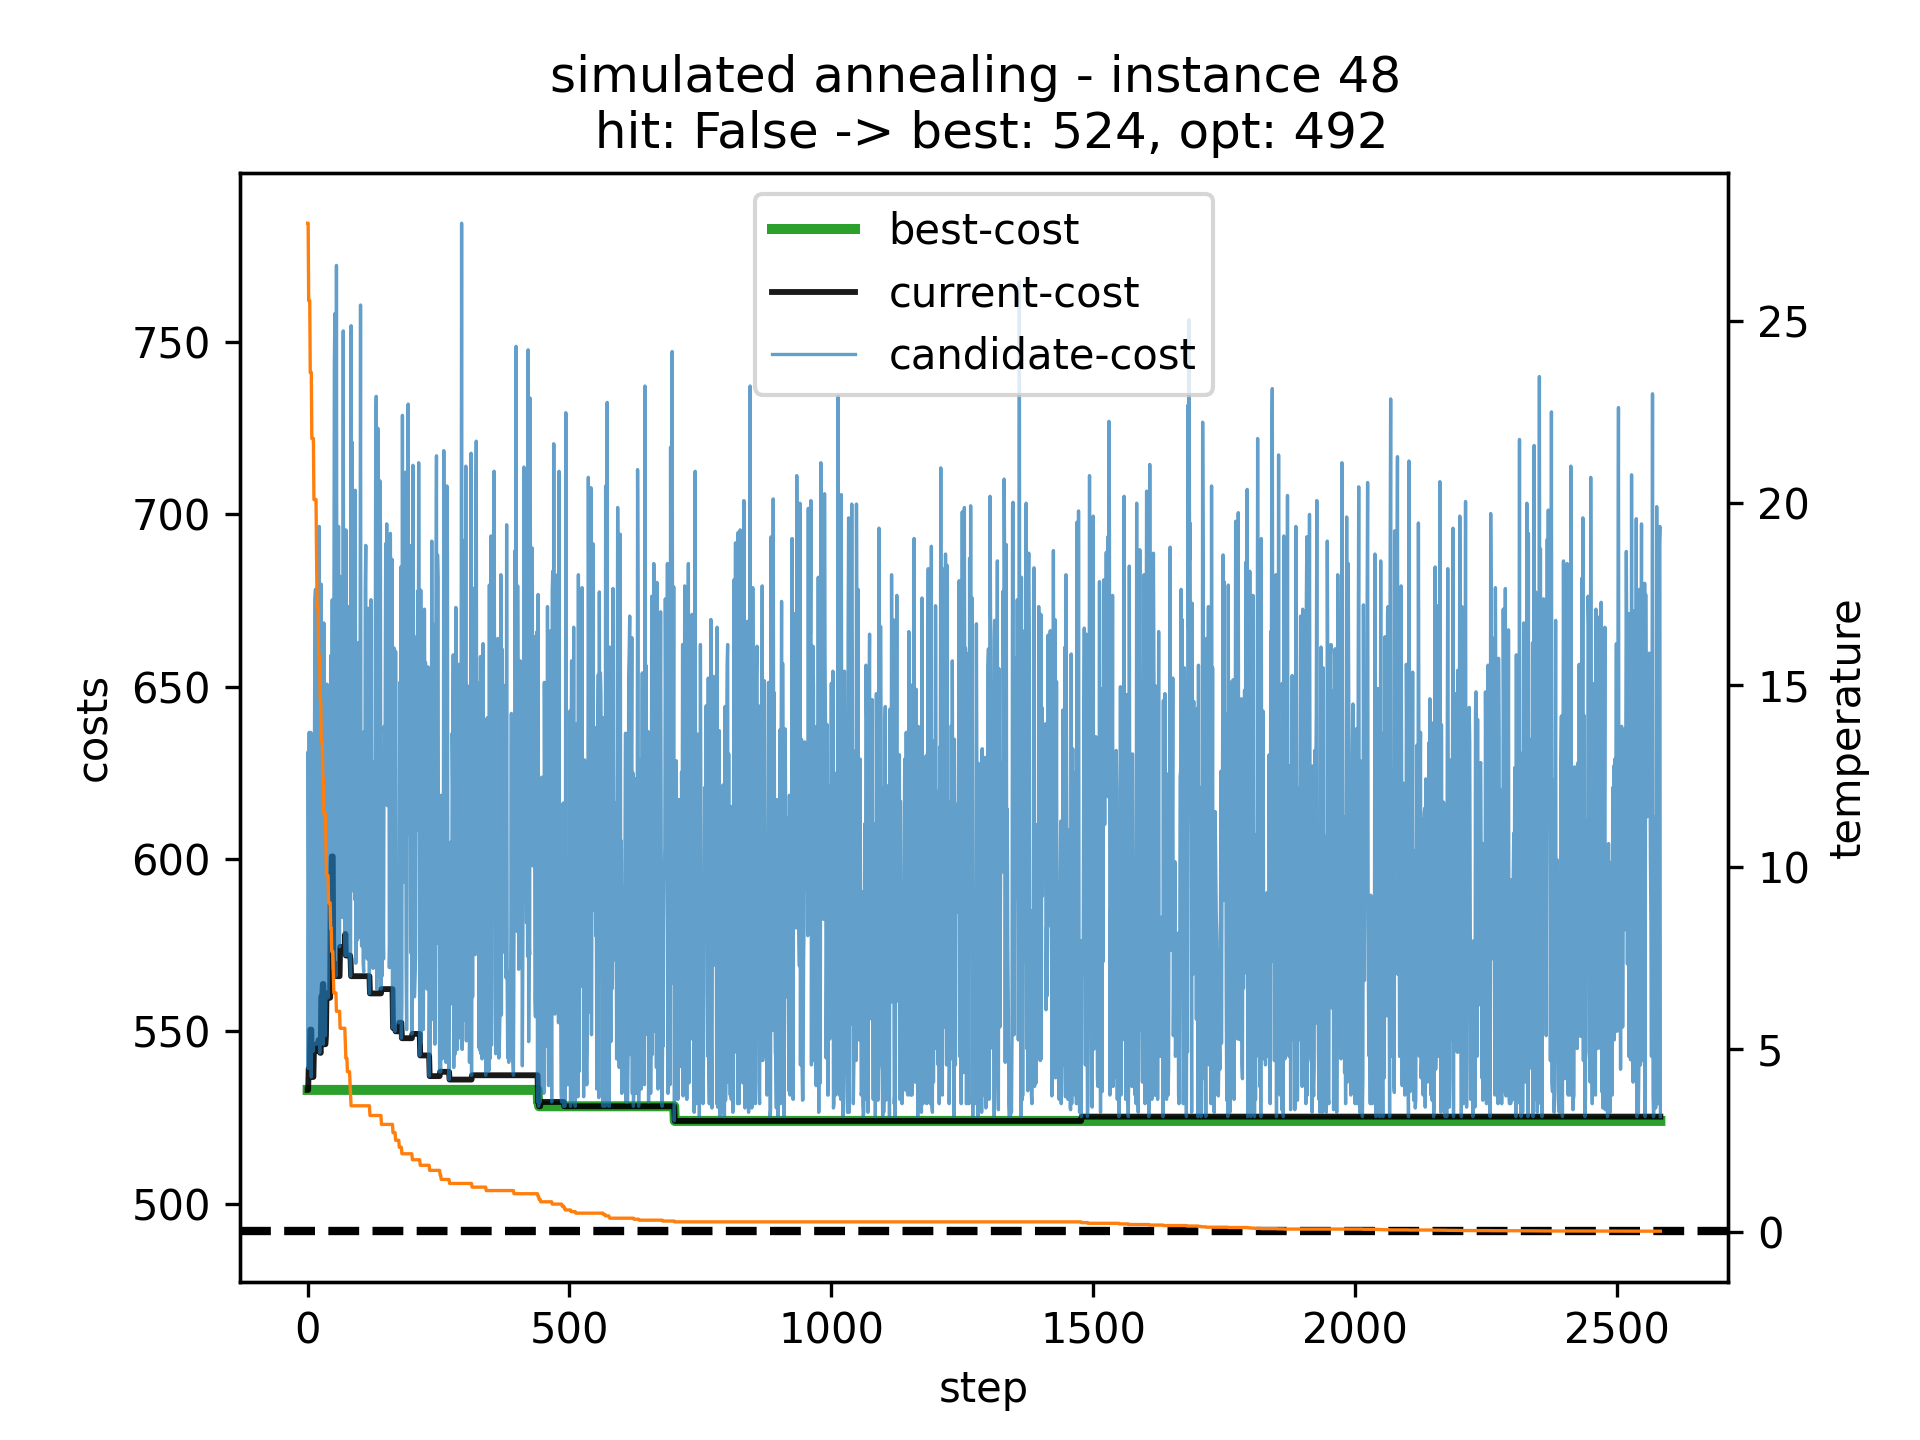 simulated annealing - instance 48
hit: False -> best: 524, opt: 492
best-cost
current-cost
candidate-cost
costs
750
700
650
600
550
500
temperature
25
20
15
10
5
0
0 500 1000 1500 2000 2500
step